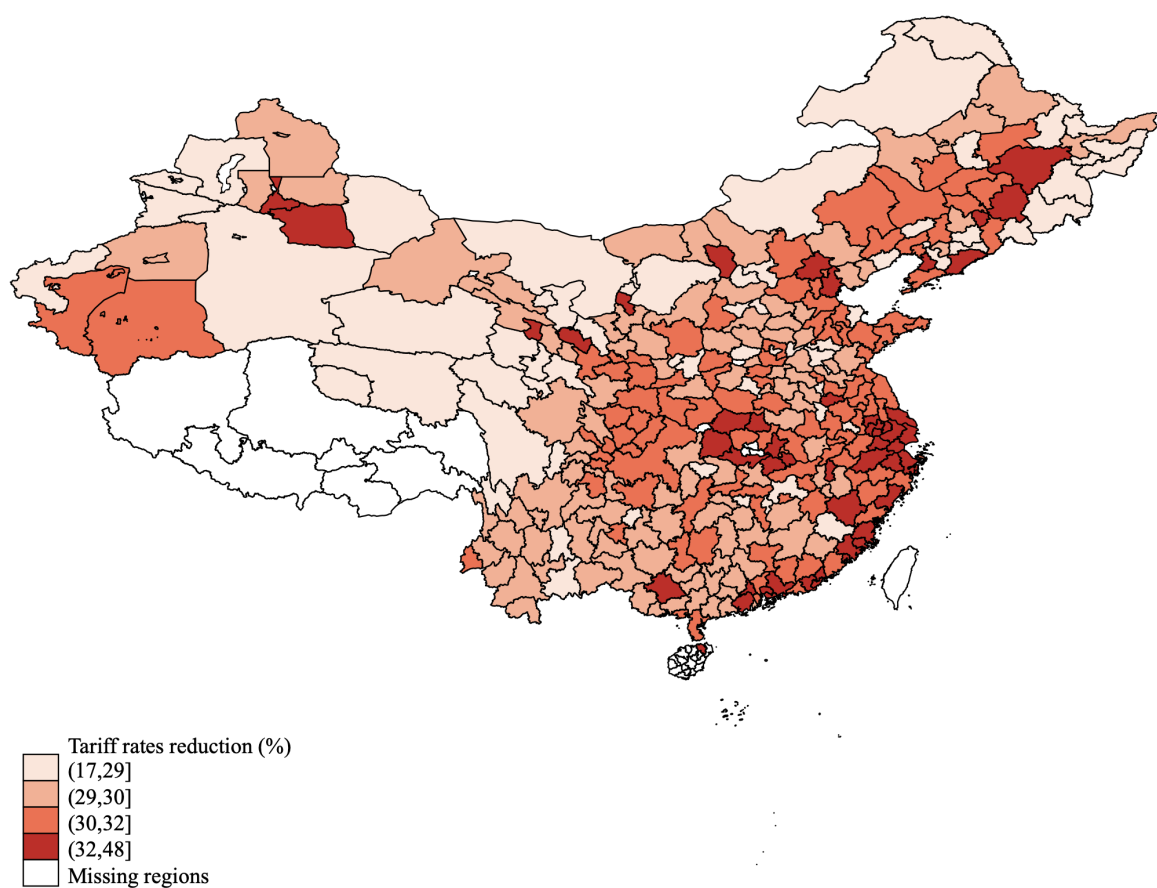 Tariff rates reduction (%)
(17,29]
(29,30]
(30,32]
(32,48]
Missing regions